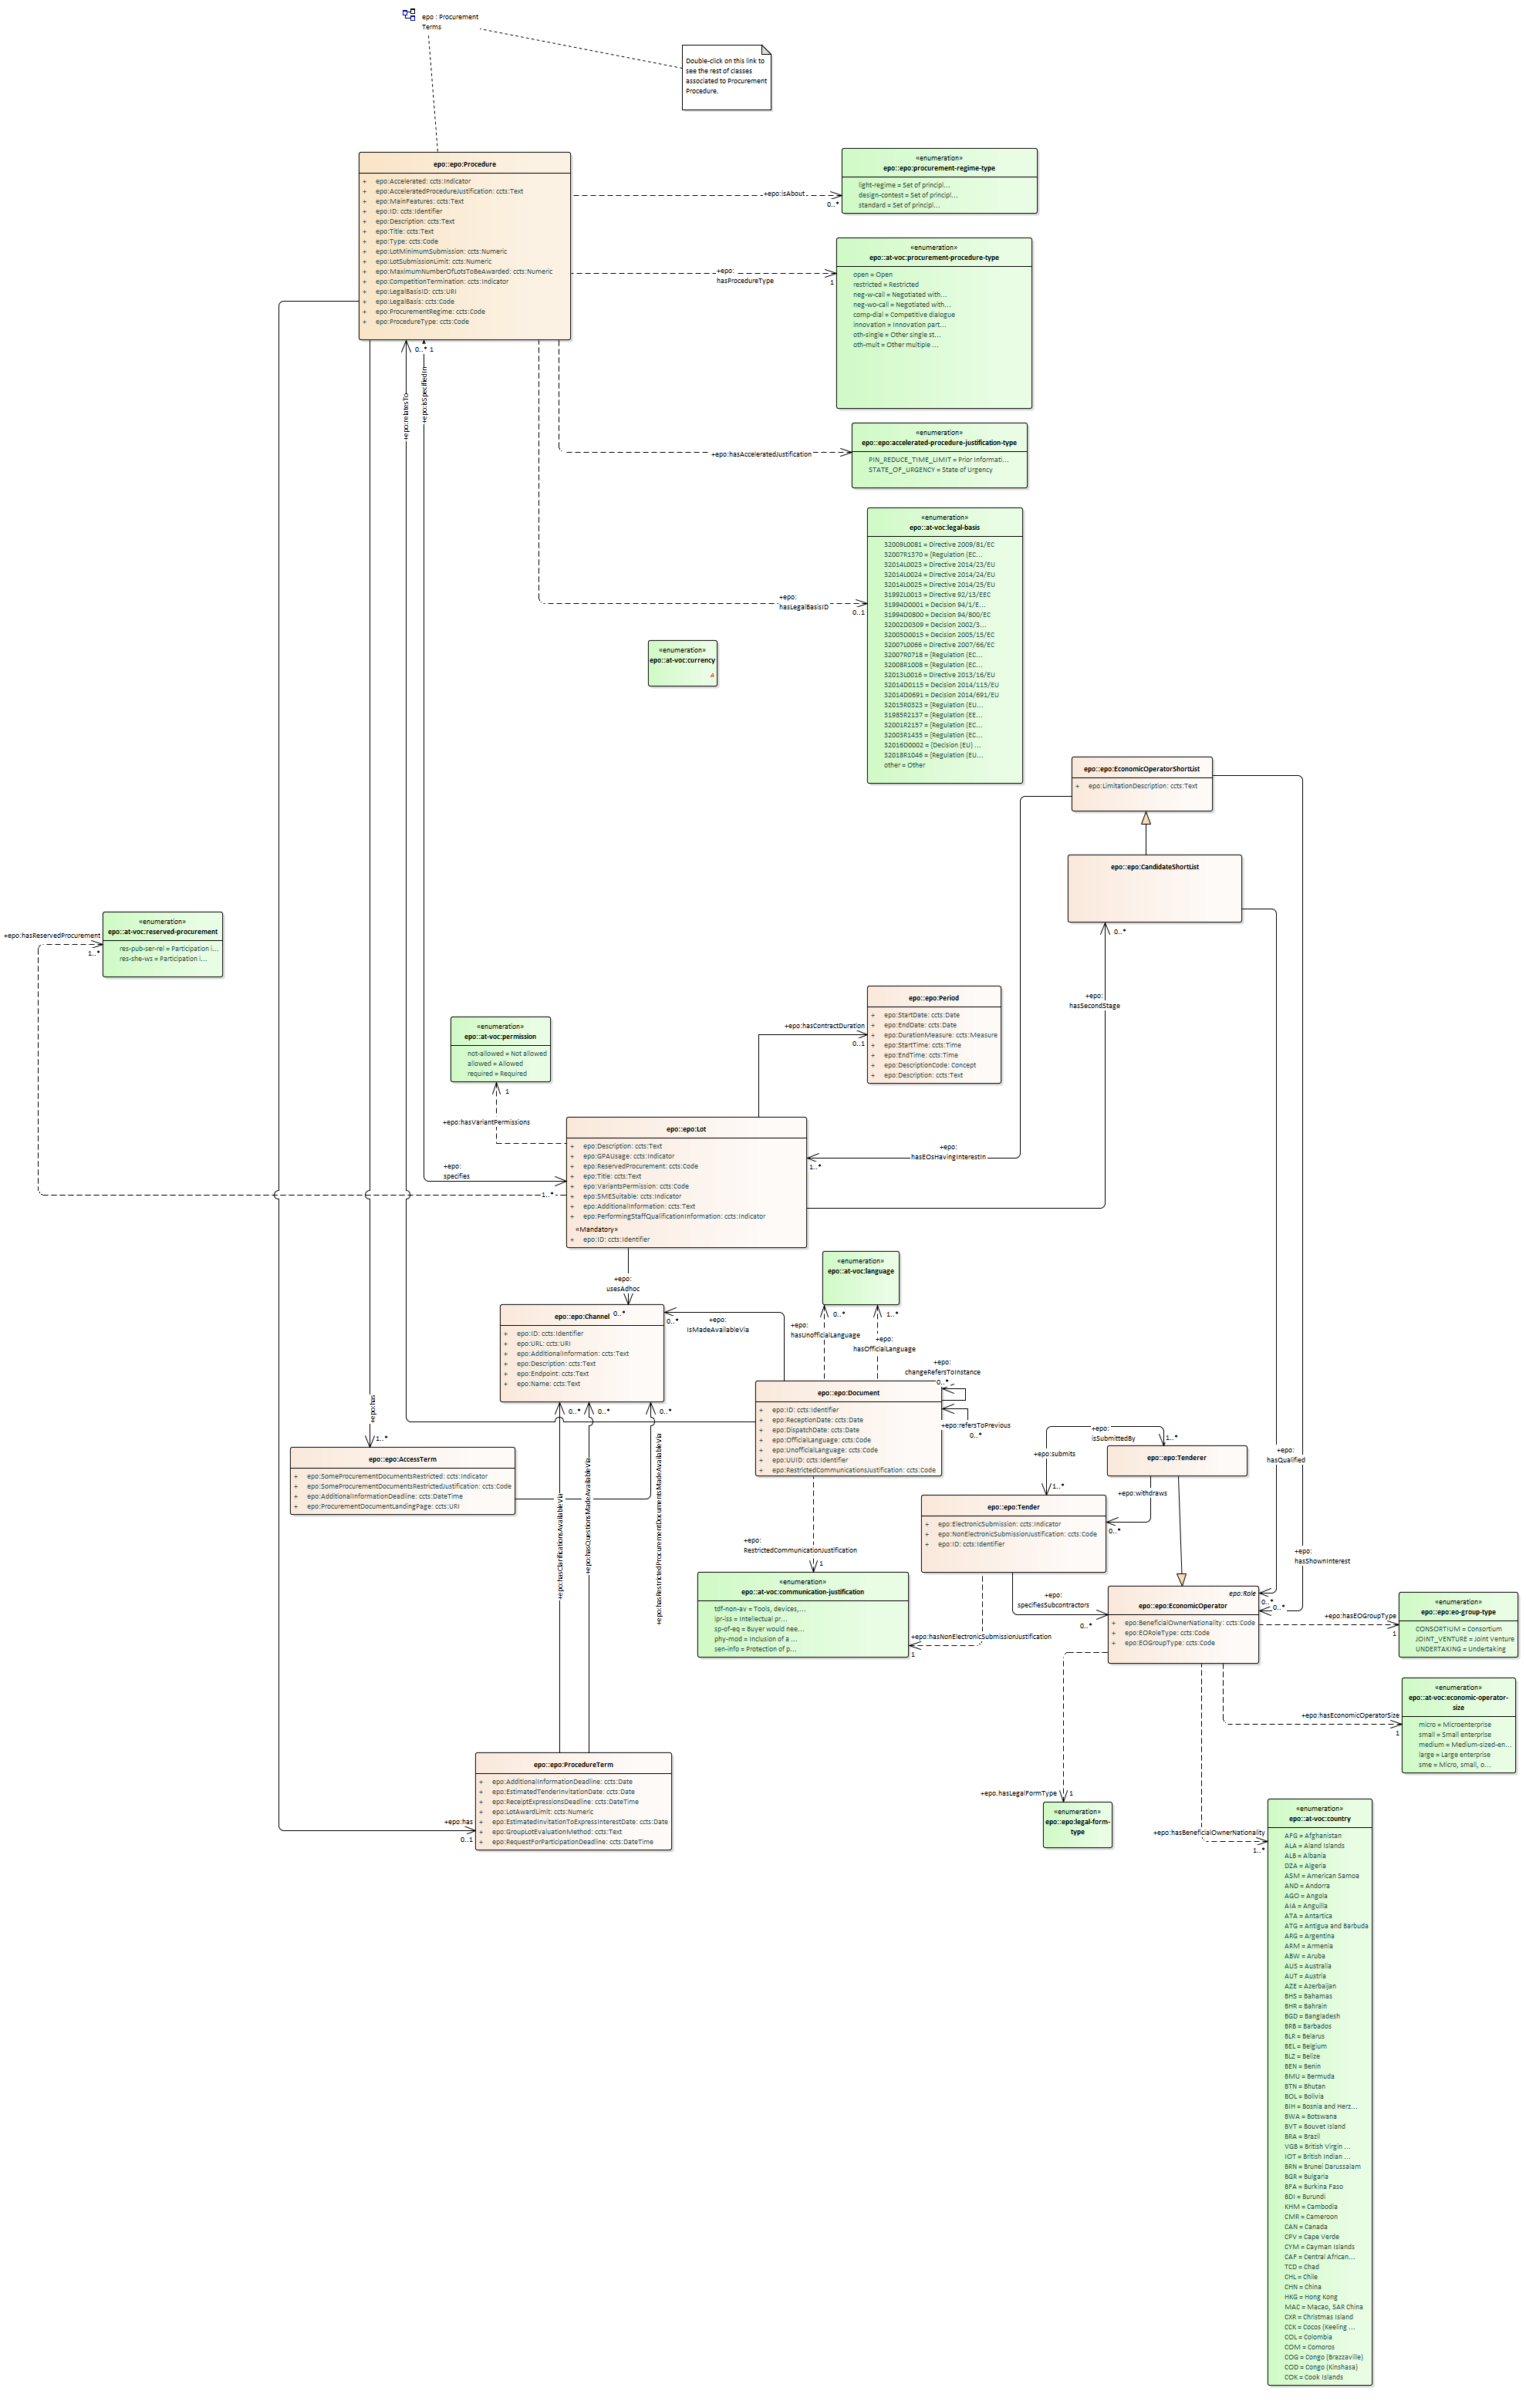 epo : Procurement
Terms
Double-click on this link to
see the rest of classes
associated to Procurement
Procedure.
epo::epo:Procedure
+ epo:Accelerated: ccts:Indicator
+ epo:AcceleratedProcedureJustification: ccts:Text
+ epo:MainFeatures: ccts:Text
+ epo:ID: ccts:Identifier
+ epo:Description: ccts:Text
+ epo:Title: ccts:Text
+ epo:Type: ccts:Code
+ epo:LotMinimumSubmission: ccts:Numeric
+ epo:LotSubmissionLimit: ccts:Numeric
+ epo:MaximumNumberOfLotsToBeAwarded: ccts:Numeric
+ epo:CompetitionTermination: ccts:Indicator
+ epo:LegalBasisID: ccts:URI
+ epo:LegalBasis: ccts:Code
+ epo:ProcurementRegime: ccts:Code
+ epo:ProcedureType: ccts:Code
+epo:isAbout
0..*
«enumeration»
epo::epo:procurement-regime-type
light-regime = Set of principl...
design-contest = Set of principl...
standard = Set of principl...
+epo:
hasProcedureType
1
«enumeration»
epo::at-voc:procurement-procedure-type
open = Open
restricted = Restricted
neg-w-call = Negotiated with...
neg-wo-call = Negotiated with...
comp-dial = Competitive dialogue
innovation = Innovation part...
oth-single = Other single st...
oth-mult = Other multiple ...
0..* 1
+epo:relatesTo
+epo:isSpecifiedIn
+epo:hasAcceleratedJustification
«enumeration»
epo::epo:accelerated-procedure-justification-type
PIN_REDUCE_TIME_LIMIT = Prior Informati...
STATE_OF_URGENCY = State of Urgency
+epo:
hasLegalBasisID
0..1
«enumeration»
epo::at-voc:legal-basis
32009L0081 = Directive 2009/81/EC
32007R1370 = (Regulation (EC...
32014L0023 = Directive 2014/23/EU
32014L0024 = Directive 2014/24/EU
32014L0025 = Directive 2014/25/EU
31992L0013 = Directive 92/13/EEC
31994D0001 = Decision 94/1/E...
31994D0800 = Decision 94/800/EC
32002D0309 = Decision 2002/3...
32005D0015 = Decision 2005/15/EC
32007L0066 = Directive 2007/66/EC
32007R0718 = (Regulation (EC...
32008R1008 = (Regulation (EC...
32013L0016 = Directive 2013/16/EU
32014D0115 = Decision 2014/115/EU
32014D0691 = Decision 2014/691/EU
32015R0323 = (Regulation (EU...
31985R2137 = (Regulation (EE...
32001R2157 = (Regulation (EC...
32003R1435 = (Regulation (EC...
32016D0002 = (Decision (EU) ...
32018R1046 = (Regulation (EU...
other = Other
«enumeration»
epo::at-voc:currency
epo::epo:EconomicOperatorShortList
+ epo:LimitationDescription: ccts:Text
epo::epo:CandidateShortList
0..*
+epo:
hasSecondStage
«enumeration»
epo::at-voc:reserved-procurement
res-pub-ser-rei = Participation i...
res-she-ws = Participation i...
+epo:hasReservedProcurement
1..*
epo::epo:Period
+ epo:StartDate: ccts:Date
+ epo:EndDate: ccts:Date
+ epo:DurationMeasure: ccts:Measure
+ epo:StartTime: ccts:Time
+ epo:EndTime: ccts:Time
+ epo:DescriptionCode: Concept
+ epo:Description: ccts:Text
+epo:hasContractDuration
0..1
«enumeration»
epo::at-voc:permission
not-allowed = Not allowed
allowed = Allowed
required = Required
1
+epo:hasVariantPermissions
epo::epo:Lot
+ epo:Description: ccts:Text
+ epo:GPAUsage: ccts:Indicator
+ epo:ReservedProcurement: ccts:Code
+ epo:Title: ccts:Text
+ epo:VariantsPermission: ccts:Code
+ epo:SMESuitable: ccts:Indicator
+ epo:AdditionalInformation: ccts:Text
+ epo:PerformingStaffQualificationInformation: ccts:Indicator
«Mandatory»
+ epo:ID: ccts:Identifier
+epo:
hasEOsHavingInterestIn
1..*
+epo:
specifies
1..*
+epo:
usesAdhoc
0..*
epo::epo:Channel
+ epo:ID: ccts:Identifier
+ epo:URL: ccts:URI
+ epo:AdditionalInformation: ccts:Text
+ epo:Description: ccts:Text
+ epo:Endpoint: ccts:Text
+ epo:Name: ccts:Text
«enumeration»
epo::at-voc:language
0..*
1..*
+epo:
hasUnofficialLanguage
+epo:
hasOfficialLanguage
+epo:
isMadeAvailableVia
0..*
+epo:
changeRefersToInstance
0..*
epo::epo:Document
+ epo:ID: ccts:Identifier
+ epo:ReceptionDate: ccts:Date
+ epo:DispatchDate: ccts:Date
+ epo:OfficialLanguage: ccts:Code
+ epo:UnofficialLanguage: ccts:Code
+ epo:UUID: ccts:Identifier
+ epo:RestrictedCommunicationsJustification: ccts:Code
+epo:refersToPrevious
0..*
+epo:has
1..*
epo::epo:AccessTerm
+ epo:SomeProcurementDocumentsRestricted: ccts:Indicator
+ epo:SomeProcurementDocumentsRestrictedJustification: ccts:Code
+ epo:AdditionalInformationDeadline: ccts:DateTime
+ epo:ProcurementDocumentLandingPage: ccts:URI
0..*
0..*
0..*
+epo:hasClarificationsAvailableVia
+epo:hasQuestionsMadeAvailableVia
+epo:hasRestrictedProcurementDocumentsMadeAvailableVia
+epo:
isSubmittedBy
1..*
+epo:submits
1..*
epo::epo:Tenderer
+epo:withdraws
0..*
epo::epo:Tender
+ epo:ElectronicSubmission: ccts:Indicator
+ epo:NonElectronicSubmissionJustification: ccts:Code
+ epo:ID: ccts:Identifier
+epo:
hasQualified
+epo:
hasShownInterest
+epo:
RestrictedCommunicationJustification
1
«enumeration»
epo::at-voc:communication-justification
tdf-non-av = Tools, devices,...
ipr-iss = Intellectual pr...
sp-of-eq = Buyer would nee...
phy-mod = Inclusion of a ...
sen-info = Protection of p...
+epo:hasNonElectronicSubmissionJustification
1
+epo:
specifiesSubcontractors
0..*
epo:Role
epo::epo:EconomicOperator
+ epo:BeneficialOwnerNationality: ccts:Code
+ epo:EORoleType: ccts:Code
+ epo:EOGroupType: ccts:Code
0..*
0..*
+epo:hasEOGroupType
1
«enumeration»
epo::epo:eo-group-type
CONSORTIUM = Consortium
JOINT_VENTURE = Joint Venture
UNDERTAKING = Undertaking
«enumeration»
epo::at-voc:economic-operator-
size
micro = Microenterprise
small = Small enterprise
medium = Medium-sized-en...
large = Large enterprise
sme = Micro, small, o...
+epo:hasEconomicOperatorSize
1
epo::epo:ProcedureTerm
+ epo:AdditionalInformationDeadline: ccts:Date
+ epo:EstimatedTenderInvitationDate: ccts:Date
+ epo:ReceiptExpressionsDeadline: ccts:DateTime
+ epo:LotAwardLimit: ccts:Numeric
+ epo:EstimatedInvitationToExpressInterestDate: ccts:Date
+ epo:GroupLotEvaluationMethod: ccts:Text
+ epo:RequestForParticipationDeadline: ccts:DateTime
+epo:has
0..1
+epo.hasLegalFormType
1
«enumeration»
epo::epo:legal-form-
type
+epo:hasBeneficialOwnerNationality
1..*
«enumeration»
epo::at-voc:country
AFG = Afghanistan
ALA = Aland islands
ALB = Albania
DZA = Algeria
ASM = American Samoa
AND = Andorra
AGO = Angola
AIA = Anguilla
ATA = Antartica
ATG = Antigua and Barbuda
ARG = Argentina
ARM = Armenia
ABW = Aruba
AUS = Australia
AUT = Austria
AZE = Azerbaijan
BHS = Bahamas
BHR = Bahrain
BGD = Bangladesh
BRB = Barbados
BLR = Belarus
BEL = Belgium
BLZ = Belize
BEN = Benin
BMU = Bermuda
BTN = Bhutan
BOL = Bolivia
BIH = Bosnia and Herz...
BWA = Botswana
BVT = Bouvet Island
BRA = Brazil
VGB = British Virgin ...
IOT = British Indian ...
BRN = Brunei Darussalam
BGR = Bulgaria
BFA = Burkina Faso
BDI = Burundi
KHM = Cambodia
CMR = Cameroon
CAN = Canada
CPV = Cape Verde
CYM = Cayman Islands
CAF = Central African...
TCD = Chad
CHL = Chile
CHN = China
HKG = Hong Kong
MAC = Macao, SAR China
CXR = Christmas Island
CCK = Cocos (Keeling ...
COL = Colombia
COM = Comoros
COG = Congo (Brazzaville)
COD = Congo (Kinshasa)
COK = Cook Islands